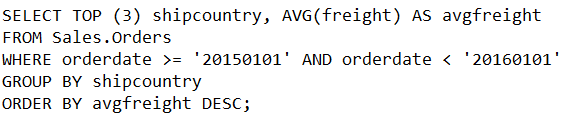 SELECT TOP (3) shipcountry, AVG(freight) AS avgfreight
FROM Sales.Orders
WHERE orderdate >= '20150101' AND orderdate < '20160101'
GROUP BY shipcountry
ORDER BY avgfreight DESC;